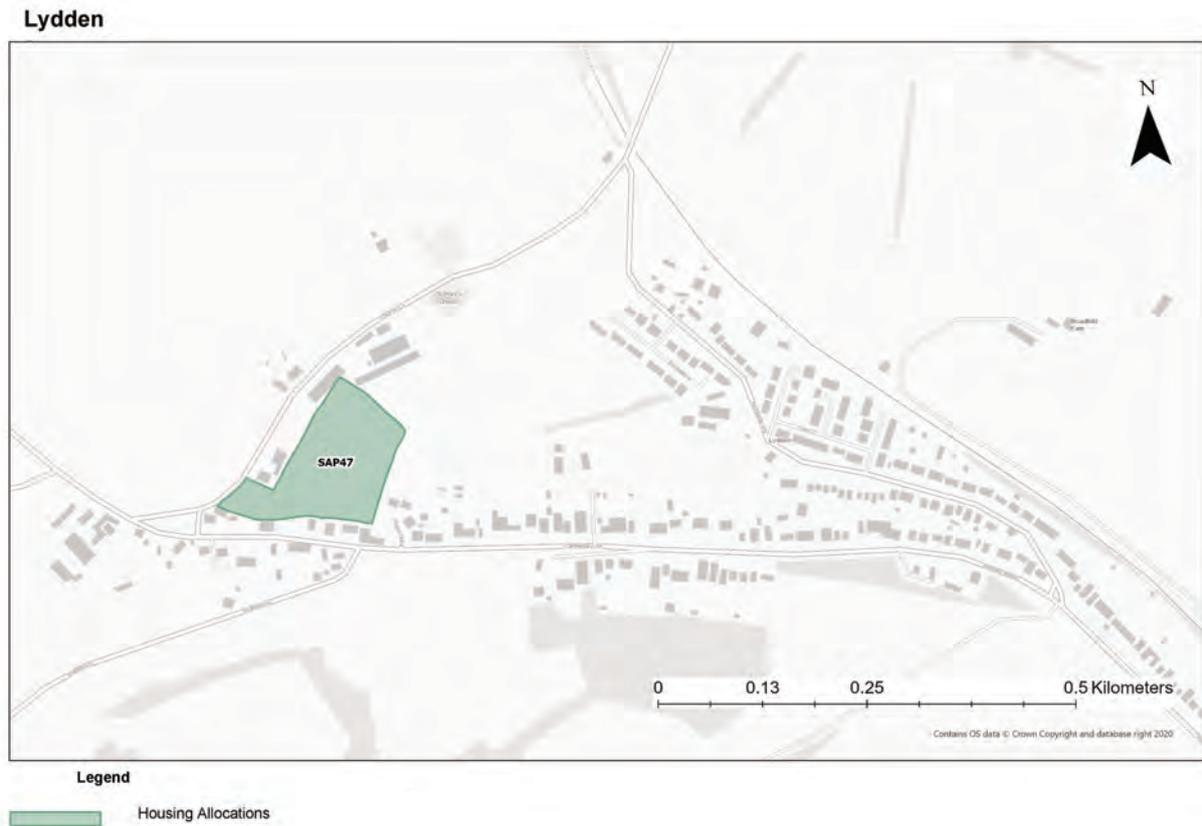 Lydden
N
SAP47
0 0.13 0.25 0.5 Kilometers
Contains OS data © Crown Copyright and database right 2020
Legend
Housing Allocations